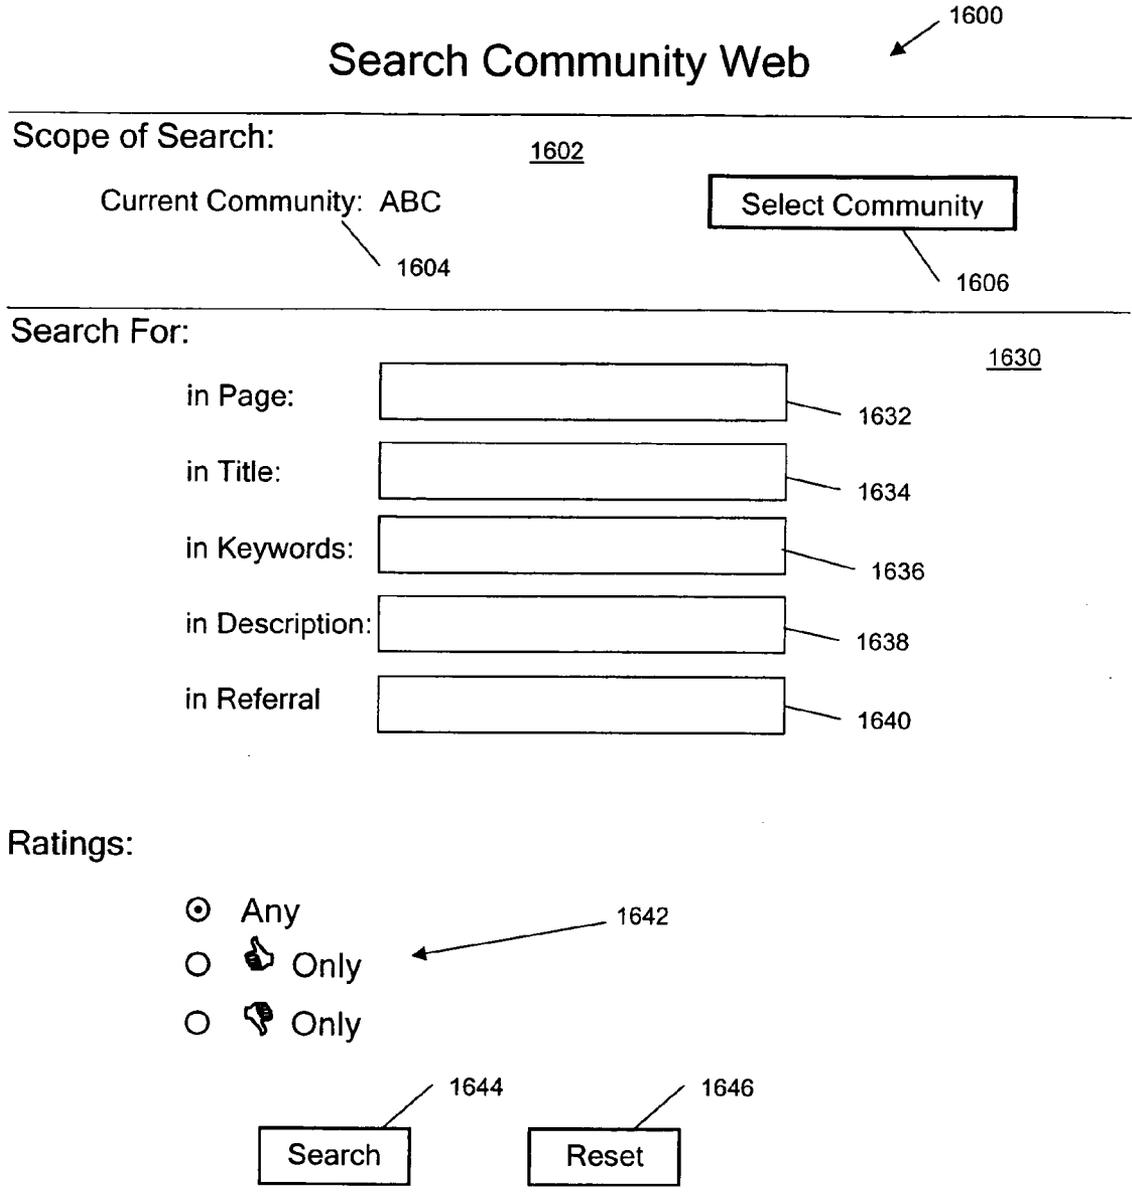 1600
Search Community Web
Scope of Search:
1602
Current Community: ABC
Select Community
1604
1606
Search For:
1630
in Page:
1632
in Title:
1634
in Keywords:
1636
in Description:
1638
in Referral
1640
Ratings:
Any
1642
Only
Only
1644
1646
Search
Reset